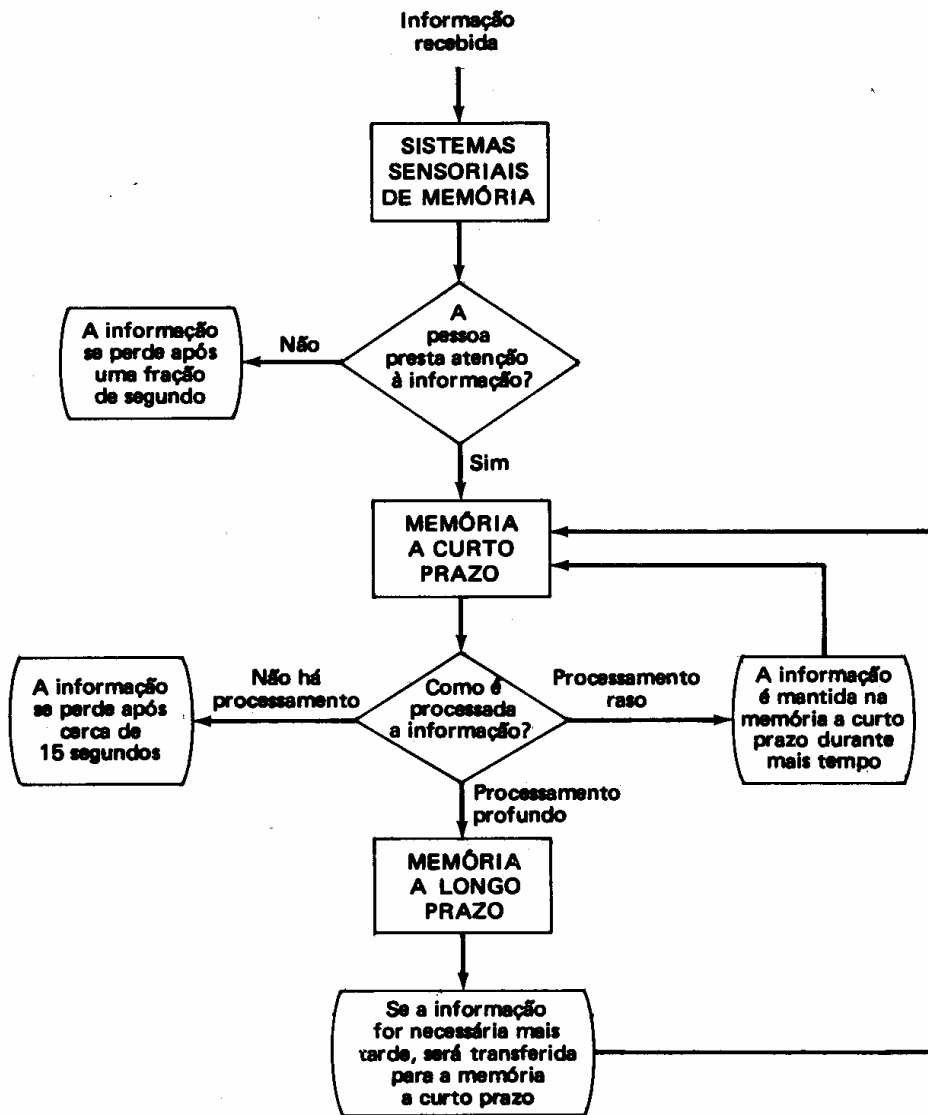 Informação
recebida
SISTEMAS
SENSORIAIS
DE MEMÓRIA
A
pessoa
presta atenção
à informação?
Não
A informação
se perde após
uma fração
de segundo
Sim
MEMÓRIA
A CURTO
PRAZO
Como é
processada
a informação?
Não há
processamento
A informação
se perde após
cerca de
15 segundos
Processamento
raso
A informação
é mantida na
memória a curto
prazo durante
mais tempo
Processamento
profundo
MEMÓRIA
A LONGO
PRAZO
Se a informação
for necessária mais
tarde, será transferida
para a memória
a curto prazo